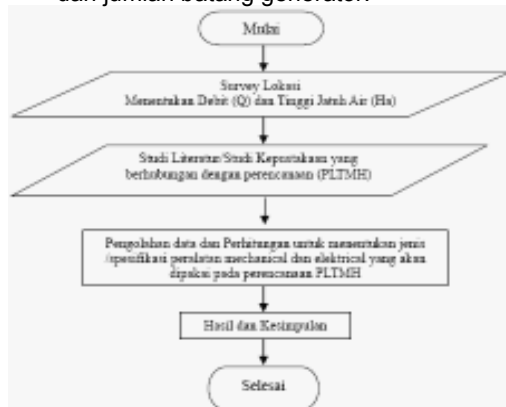 dan jumlah batang generator.
Mulai
Survey Lokasi
Menentukan Debit (Q) dan Tinggi Jatuh Air (Ha)
Studi Literatur/Studi Kepustakaan yang
berhubungan dengan perencanaan (PLTMH)
Pengolahan data dan Perhitungan untuk menentukan jenis
/spesifikasi peralatan mechanical dan elektrical yang akan
dipakai pada perencanaan PLTMH
Hasil dan Kesimpulan
Selesai